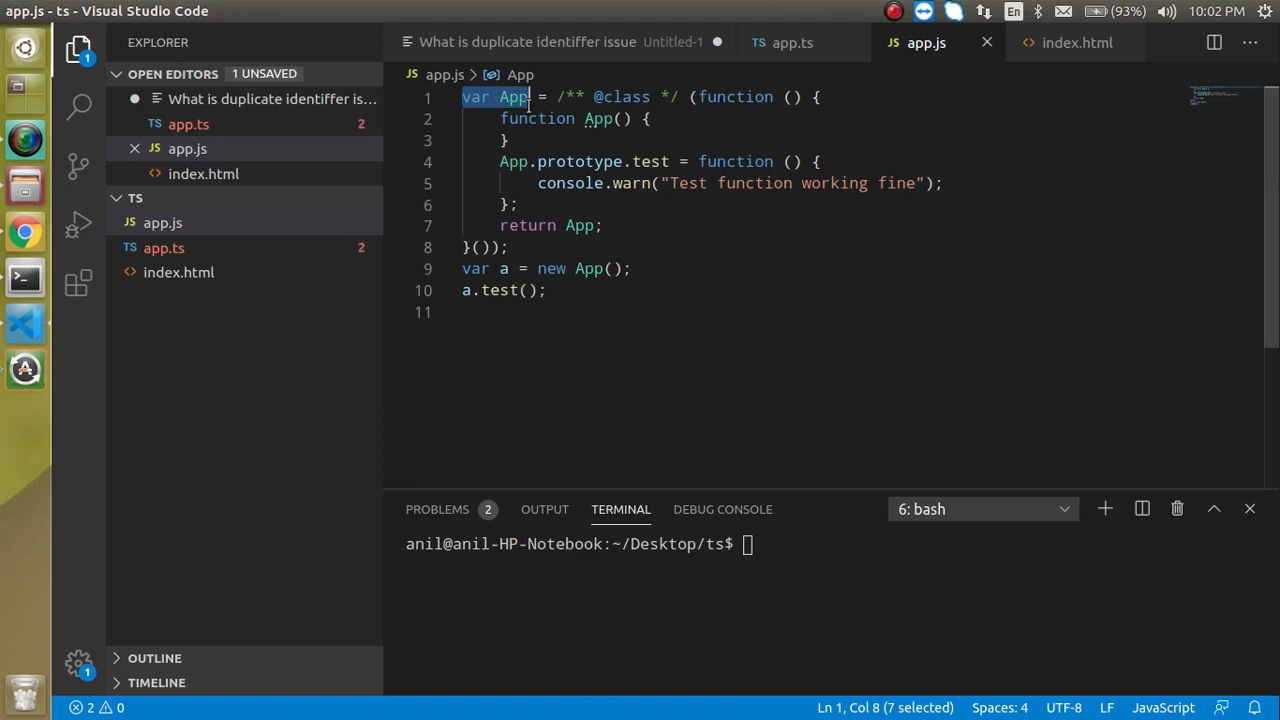 app.js - ts - Visual Studio Code
En
(93%)
10:02 PM
EXPLORER
What is duplicate identiffer issue Untitled-1
app.ts
app.js
index.html
OPEN EDITORS 1 UNSAVED
What is duplicate identiffer is...
app.ts 2
app.js
index.html
TS
app.js
app.ts 2
index.html
OUTLINE
TIMELINE
1
1
JS app.js > App
1 var App = /** @class */ (function () {
2 function App() {
3 }
4 App.prototype.test = function () {
5 console.warn("Test function working fine");
6 };
7 return App;
8 }());
9 var a = new App();
10 a.test();
11
PROBLEMS 2 OUTPUT TERMINAL DEBUG CONSOLE 6: bash
anil@anil-HP-Notebook:~/Desktop/ts$
2 0 Ln 1, Col 8 (7 selected) Spaces: 4 UTF-8 LF JavaScript